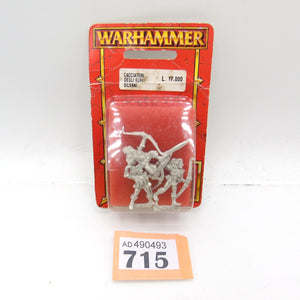 WARHAMMER
CACCIATORI
DEGLI ELFI
SILVANI
L. 17.000
AD 490493
715